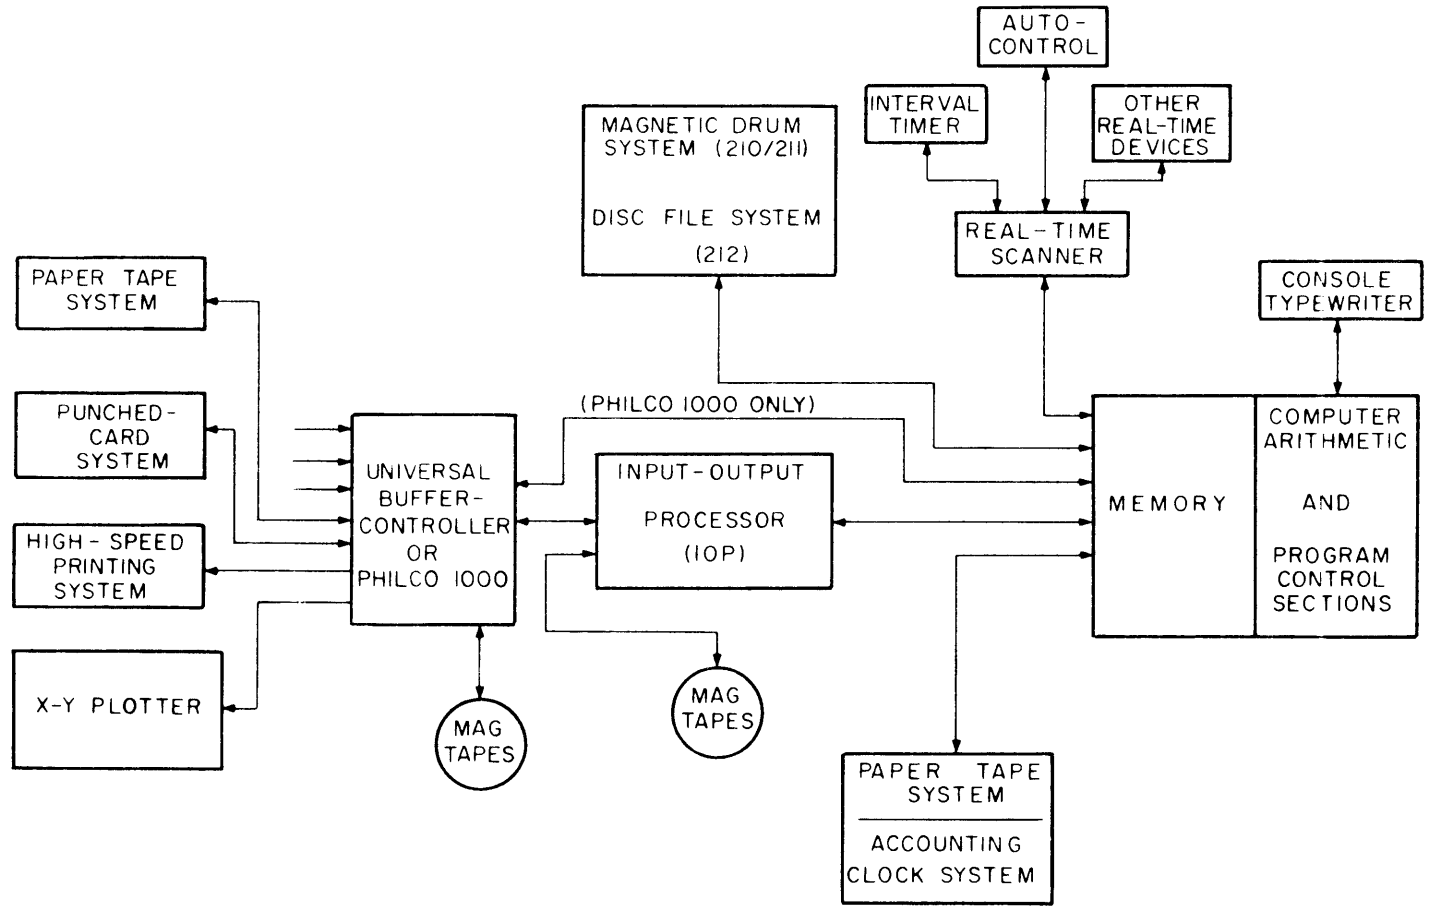 AUTO-
CONTROL
INTERVAL
TIMER
OTHER
REAL-TIME
DEVICES
MAGNETIC DRUM
SYSTEM (210/211)
DISC FILE SYSTEM
(212)
REAL-TIME
SCANNER
CONSOLE
TYPEWRITER
PAPER TAPE
SYSTEM
PUNCHED-
CARD
SYSTEM
HIGH-SPEED
PRINTING
SYSTEM
X-Y PLOTTER
UNIVERSAL
BUFFER-
CONTROLLER
OR
PHILCO 1000
(PHILCO 1000 ONLY)
INPUT-OUTPUT
PROCESSOR
(IOP)
MEMORY
COMPUTER
ARITHMETIC
AND
PROGRAM
CONTROL
SECTIONS
MAG
TAPES
MAG
TAPES
PAPER TAPE
SYSTEM
ACCOUNTING
CLOCK SYSTEM